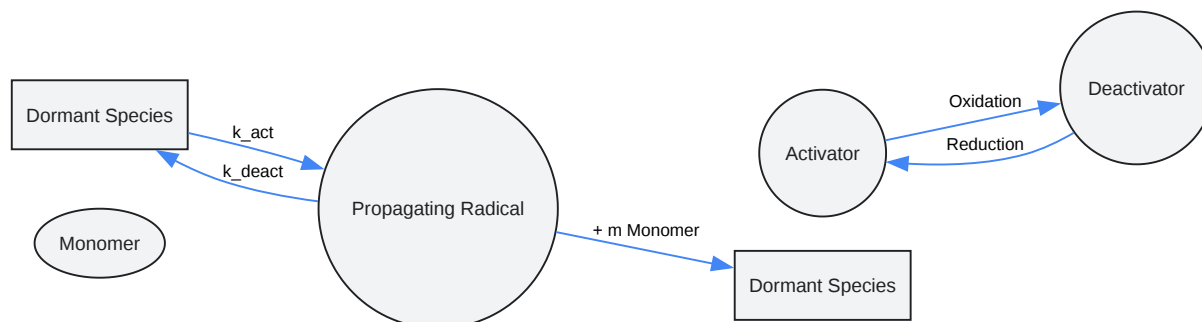 Dormant Species
k_act
k_deact
Propagating Radical
Monomer
+ m Monomer
Dormant Species
Activator
Oxidation
Reduction
Deactivator